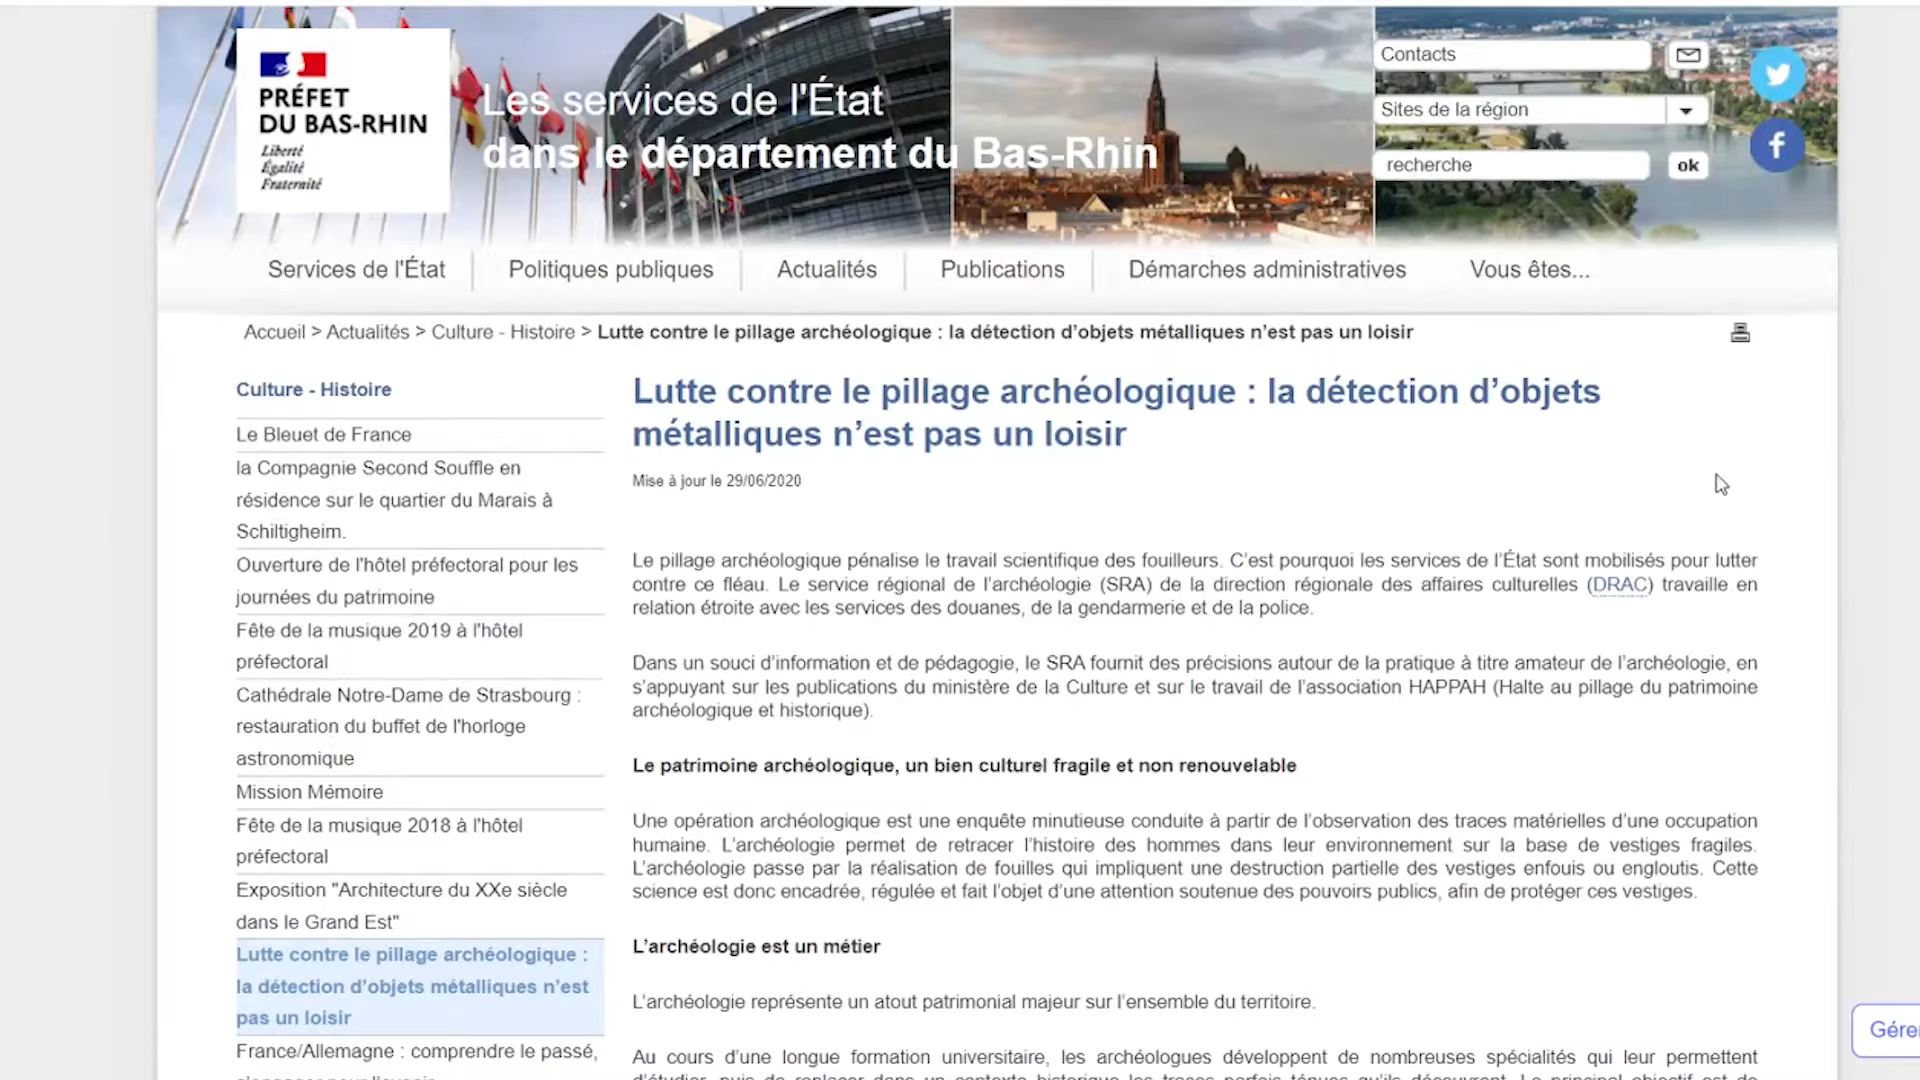 PRÉFET
DU BAS-RHIN
Liberté
Égalité
Fraternité
Les services de l'État
dans le département du Bas-Rhin
Contacts
Sites de la région
recherche
ok
Services de l'État
Politiques publiques
Actualités
Publications
Démarches administratives
Vous êtes...
Accueil > Actualités > Culture - Histoire > Lutte contre le pillage archéologique : la détection d’objets métalliques n’est pas un loisir
Culture - Histoire
Le Bleuet de France
la Compagnie Second Souffle en
résidence sur le quartier du Marais à
Schiltigheim.
Ouverture de l'hôtel préfectoral pour les
journées du patrimoine
Fête de la musique 2019 à l'hôtel
préfectoral
Cathédrale Notre-Dame de Strasbourg :
restauration du buffet de l'horloge
astronomique
Mission Mémoire
Fête de la musique 2018 à l'hôtel
préfectoral
Exposition "Architecture du XXe siècle
dans le Grand Est"
Lutte contre le pillage archéologique :
la détection d’objets métalliques n’est
pas un loisir
France/Allemagne : comprendre le passé,
Lutte contre le pillage archéologique : la détection d’objets
métalliques n’est pas un loisir
Mise à jour le 29/06/2020
Le pillage archéologique pénalise le travail scientifique des fouilleurs. C’est pourquoi les services de l’État sont mobilisés pour lutter
contre ce fléau. Le service régional de l’archéologie (SRA) de la direction régionale des affaires culturelles (DRAC) travaille en
relation étroite avec les services des douanes, de la gendarmerie et de la police.
Dans un souci d’information et de pédagogie, le SRA fournit des précisions autour de la pratique à titre amateur de l’archéologie, en
s’appuyant sur les publications du ministère de la Culture et sur le travail de l’association HAPPAH (Halte au pillage du patrimoine
archéologique et historique).
Le patrimoine archéologique, un bien culturel fragile et non renouvelable
Une opération archéologique est une enquête minutieuse conduite à partir de l’observation des traces matérielles d’une occupation
humaine. L’archéologie permet de retracer l’histoire des hommes dans leur environnement sur la base de vestiges fragiles.
L’archéologie passe par la réalisation de fouilles qui impliquent une destruction partielle des vestiges enfouis ou engloutis. Cette
science est donc encadrée, régulée et fait l’objet d’une attention soutenue des pouvoirs publics, afin de protéger ces vestiges.
L’archéologie est un métier
L’archéologie représente un atout patrimonial majeur sur l’ensemble du territoire.
Au cours d’une longue formation universitaire, les archéologues développent de nombreuses spécialités qui leur permettent